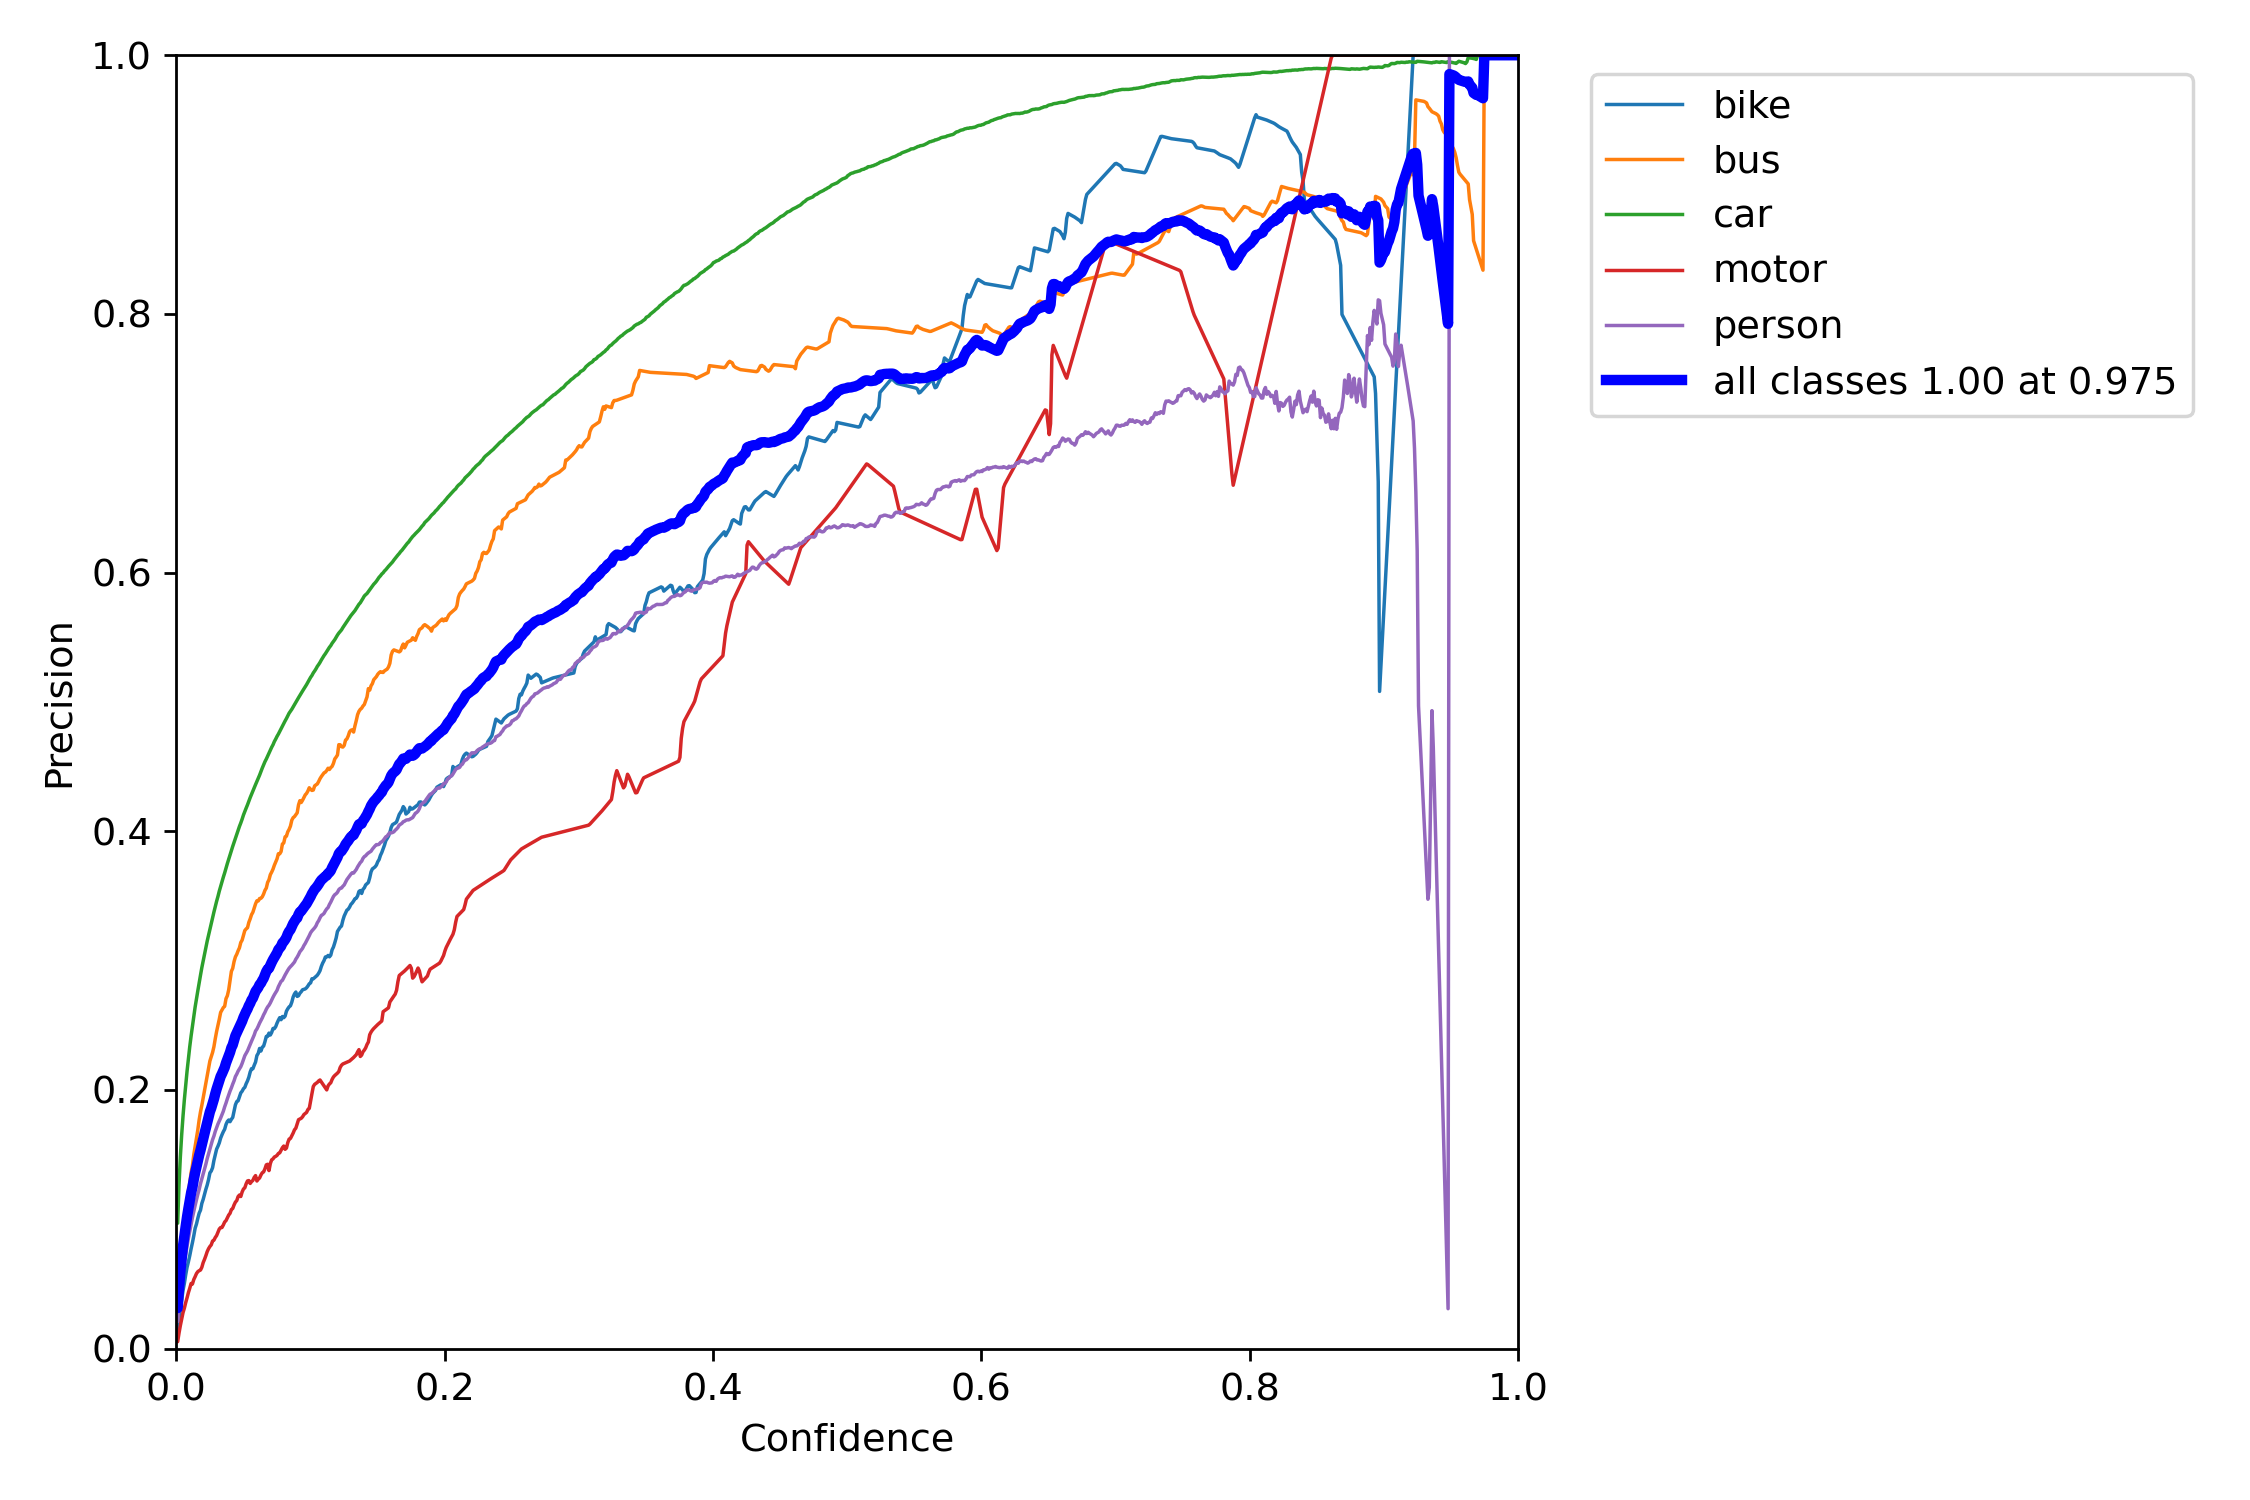 1.0
0.8
0.6
0.4
0.2
0.0
Precision
0.0 0.2 0.4 0.6 0.8 1.0
Confidence
bike
bus
car
motor
person
all classes 1.00 at 0.975